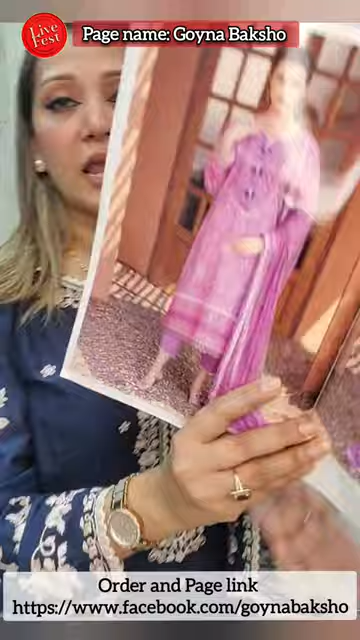 Live
Fest
Page name: Goyna Baksho
Order and Page link
https://www.facebook.com/goynabaksho